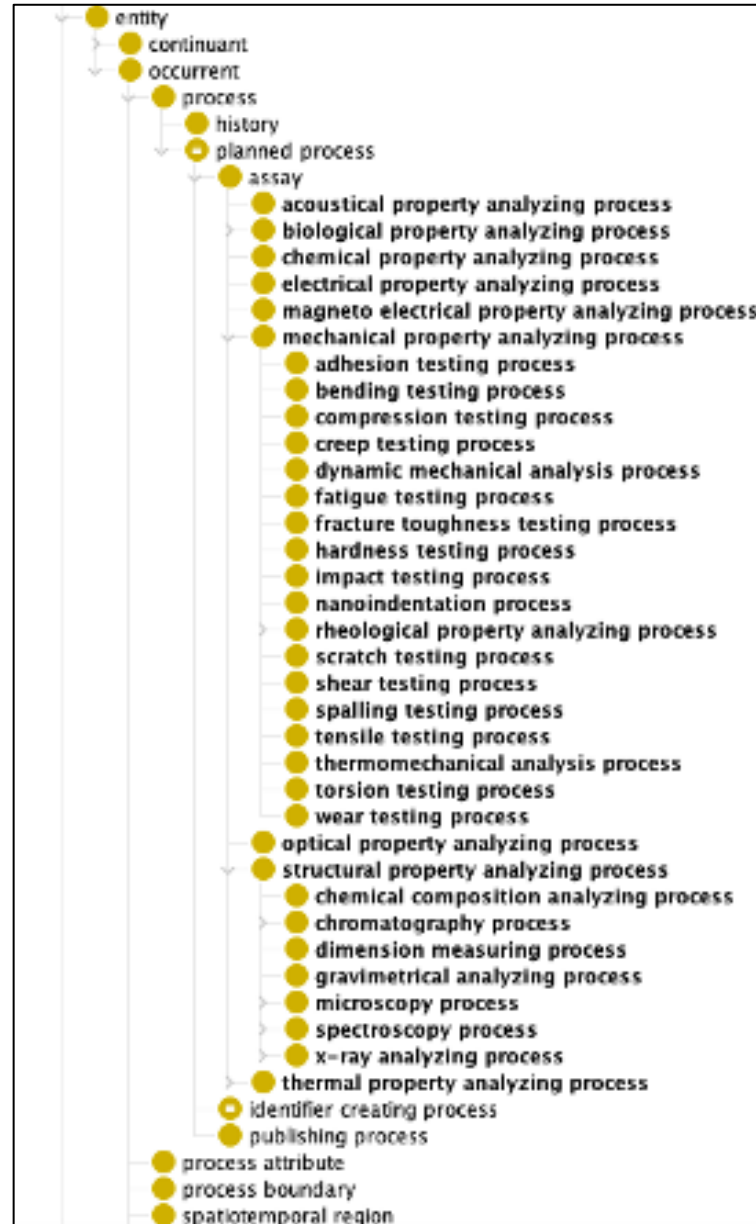 entity
continuant
occurrent
process
history
planned process
assay
acoustical property analyzing process
biological property analyzing process
chemical property analyzing process
electrical property analyzing process
magneto electrical property analyzing process
mechanical property analyzing process
adhesion testing process
bending testing process
compression testing process
creep testing process
dynamic mechanical analysis process
fatigue testing process
fracture toughness testing process
hardness testing process
impact testing process
nanoindentation process
rheological property analyzing process
scratch testing process
shear testing process
spalling testing process
tensile testing process
thermomechanical analysis process
torsion testing process
wear testing process
optical property analyzing process
structural property analyzing process
chemical composition analyzing process
chromatography process
dimension measuring process
gravimetrical analyzing process
microscopy process
spectroscopy process
x-ray analyzing process
thermal property analyzing process
identifier creating process
publishing process
process attribute
process boundary
spatiotemporal region